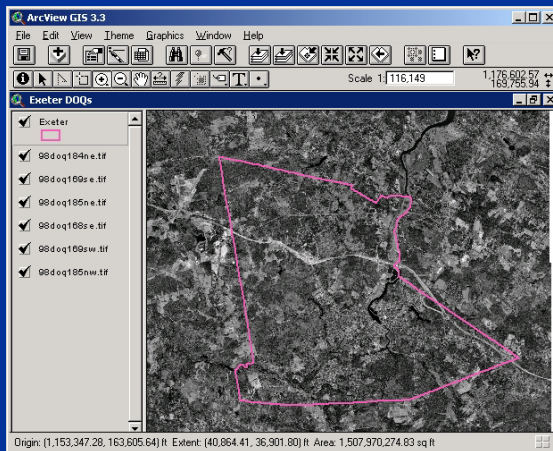 ArcView GIS 3.3
File Edit View Theme Graphics Window Help
Scale 1: 116,149
1,176,602.57
169,755.94
Exeter DOQs
Exeter
98doq184ne.tif
98doq169se.tif
98doq185ne.tif
98doq168se.tif
98doq169sw.tif
98doq185nw.tif
Origin: (1,153,347.28, 163,605.64) ft Extent: (40,864.41, 36,901.80) ft Area: 1,507,970,274.83 sq ft